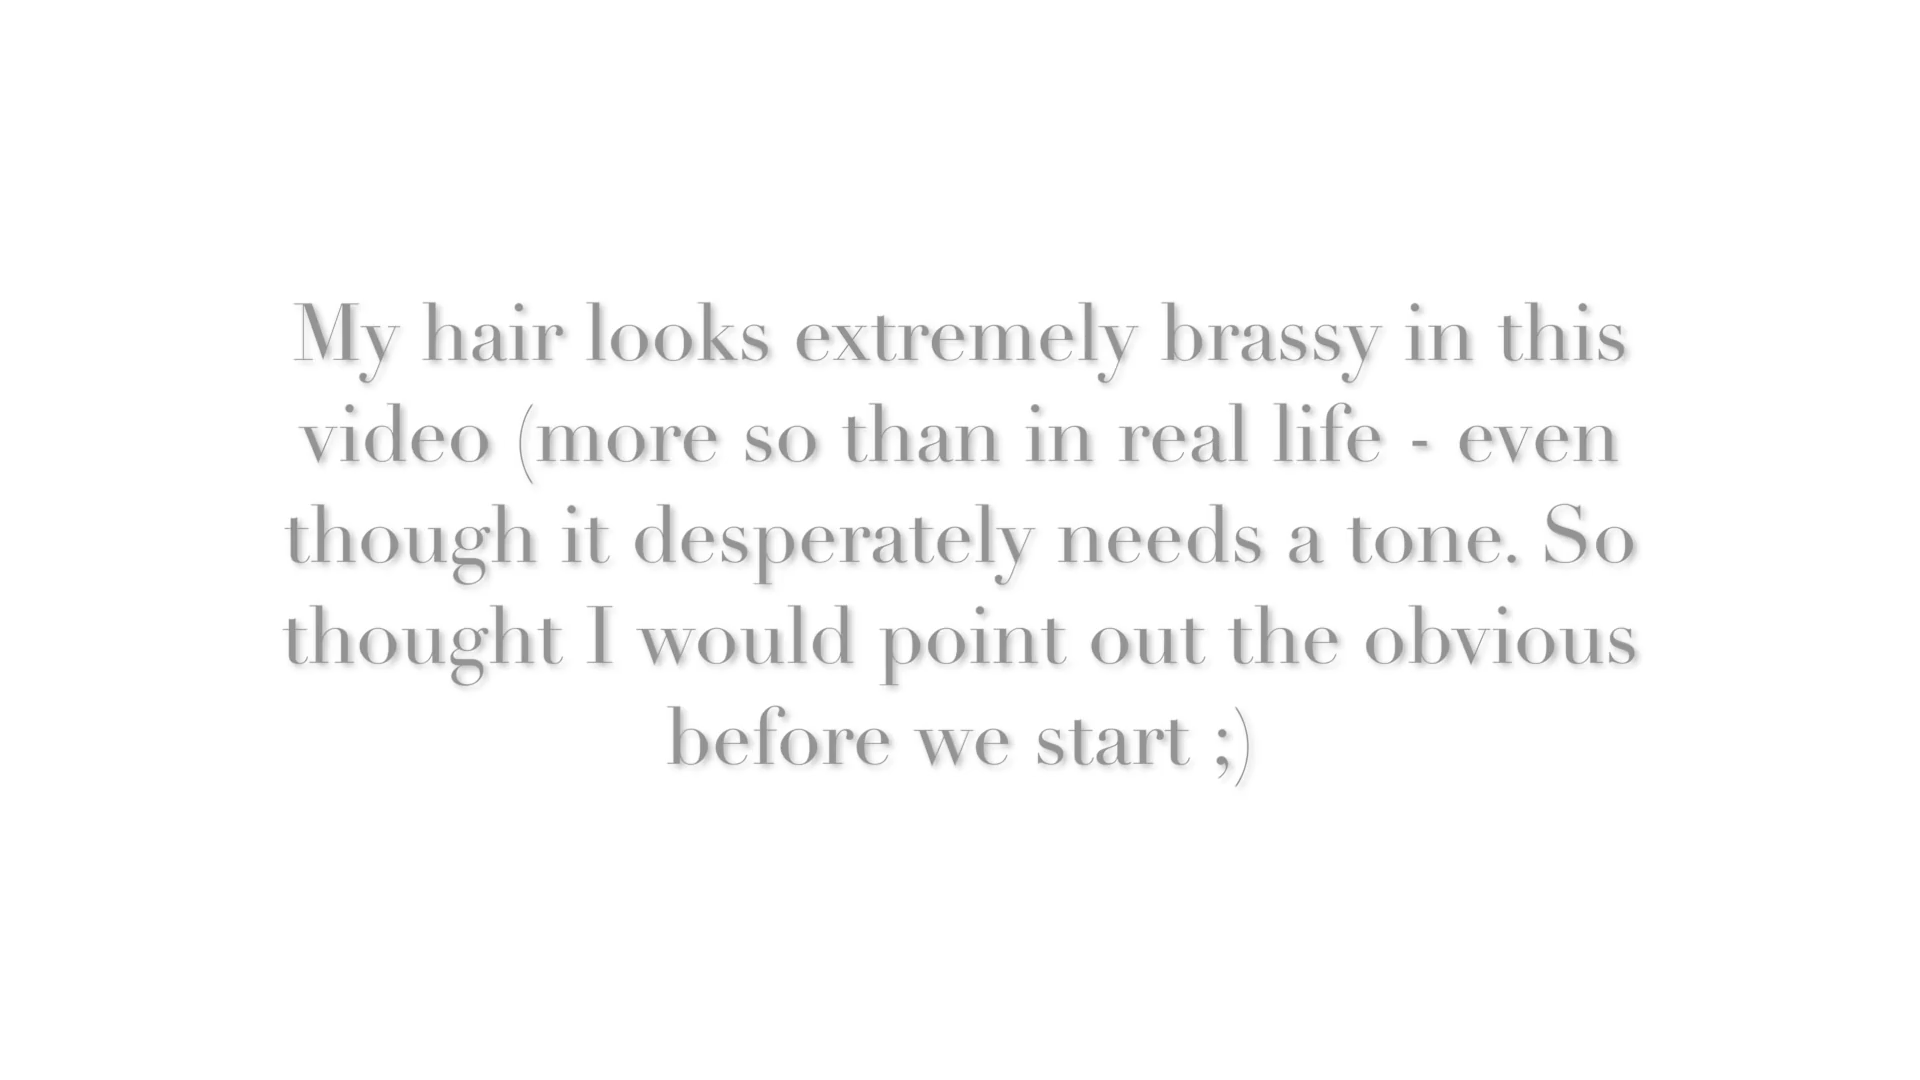 My hair looks extremely brassy in this
video (more so than in real life - even
though it desperately needs a tone. So
thought I would point out the obvious
before we start ;)